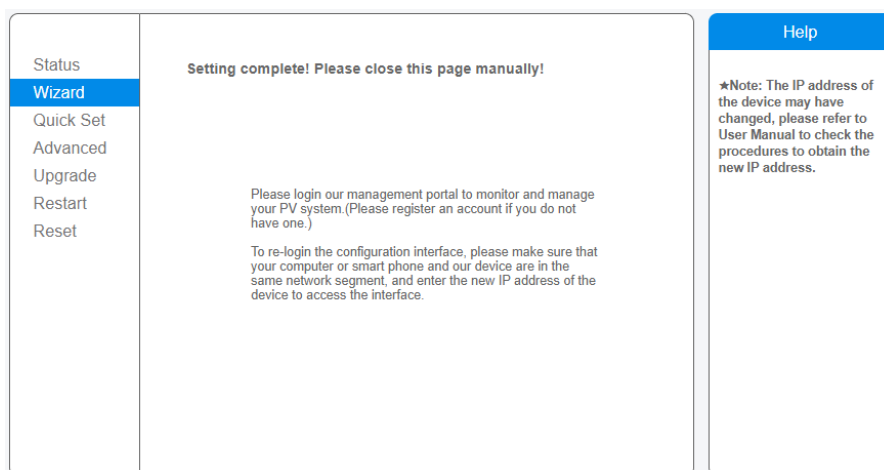 Status
Wizard
Quick Set
Advanced
Upgrade
Restart
Reset
Setting complete! Please close this page manually!
Please login our management portal to monitor and manage
your PV system.(Please register an account if you do not
have one.)
To re-login the configuration interface, please make sure that
your computer or smart phone and our device are in the
same network segment, and enter the new IP address of the
device to access the interface.
Help
★Note: The IP address of
the device may have
changed, please refer to
User Manual to check the
procedures to obtain the
new IP address.